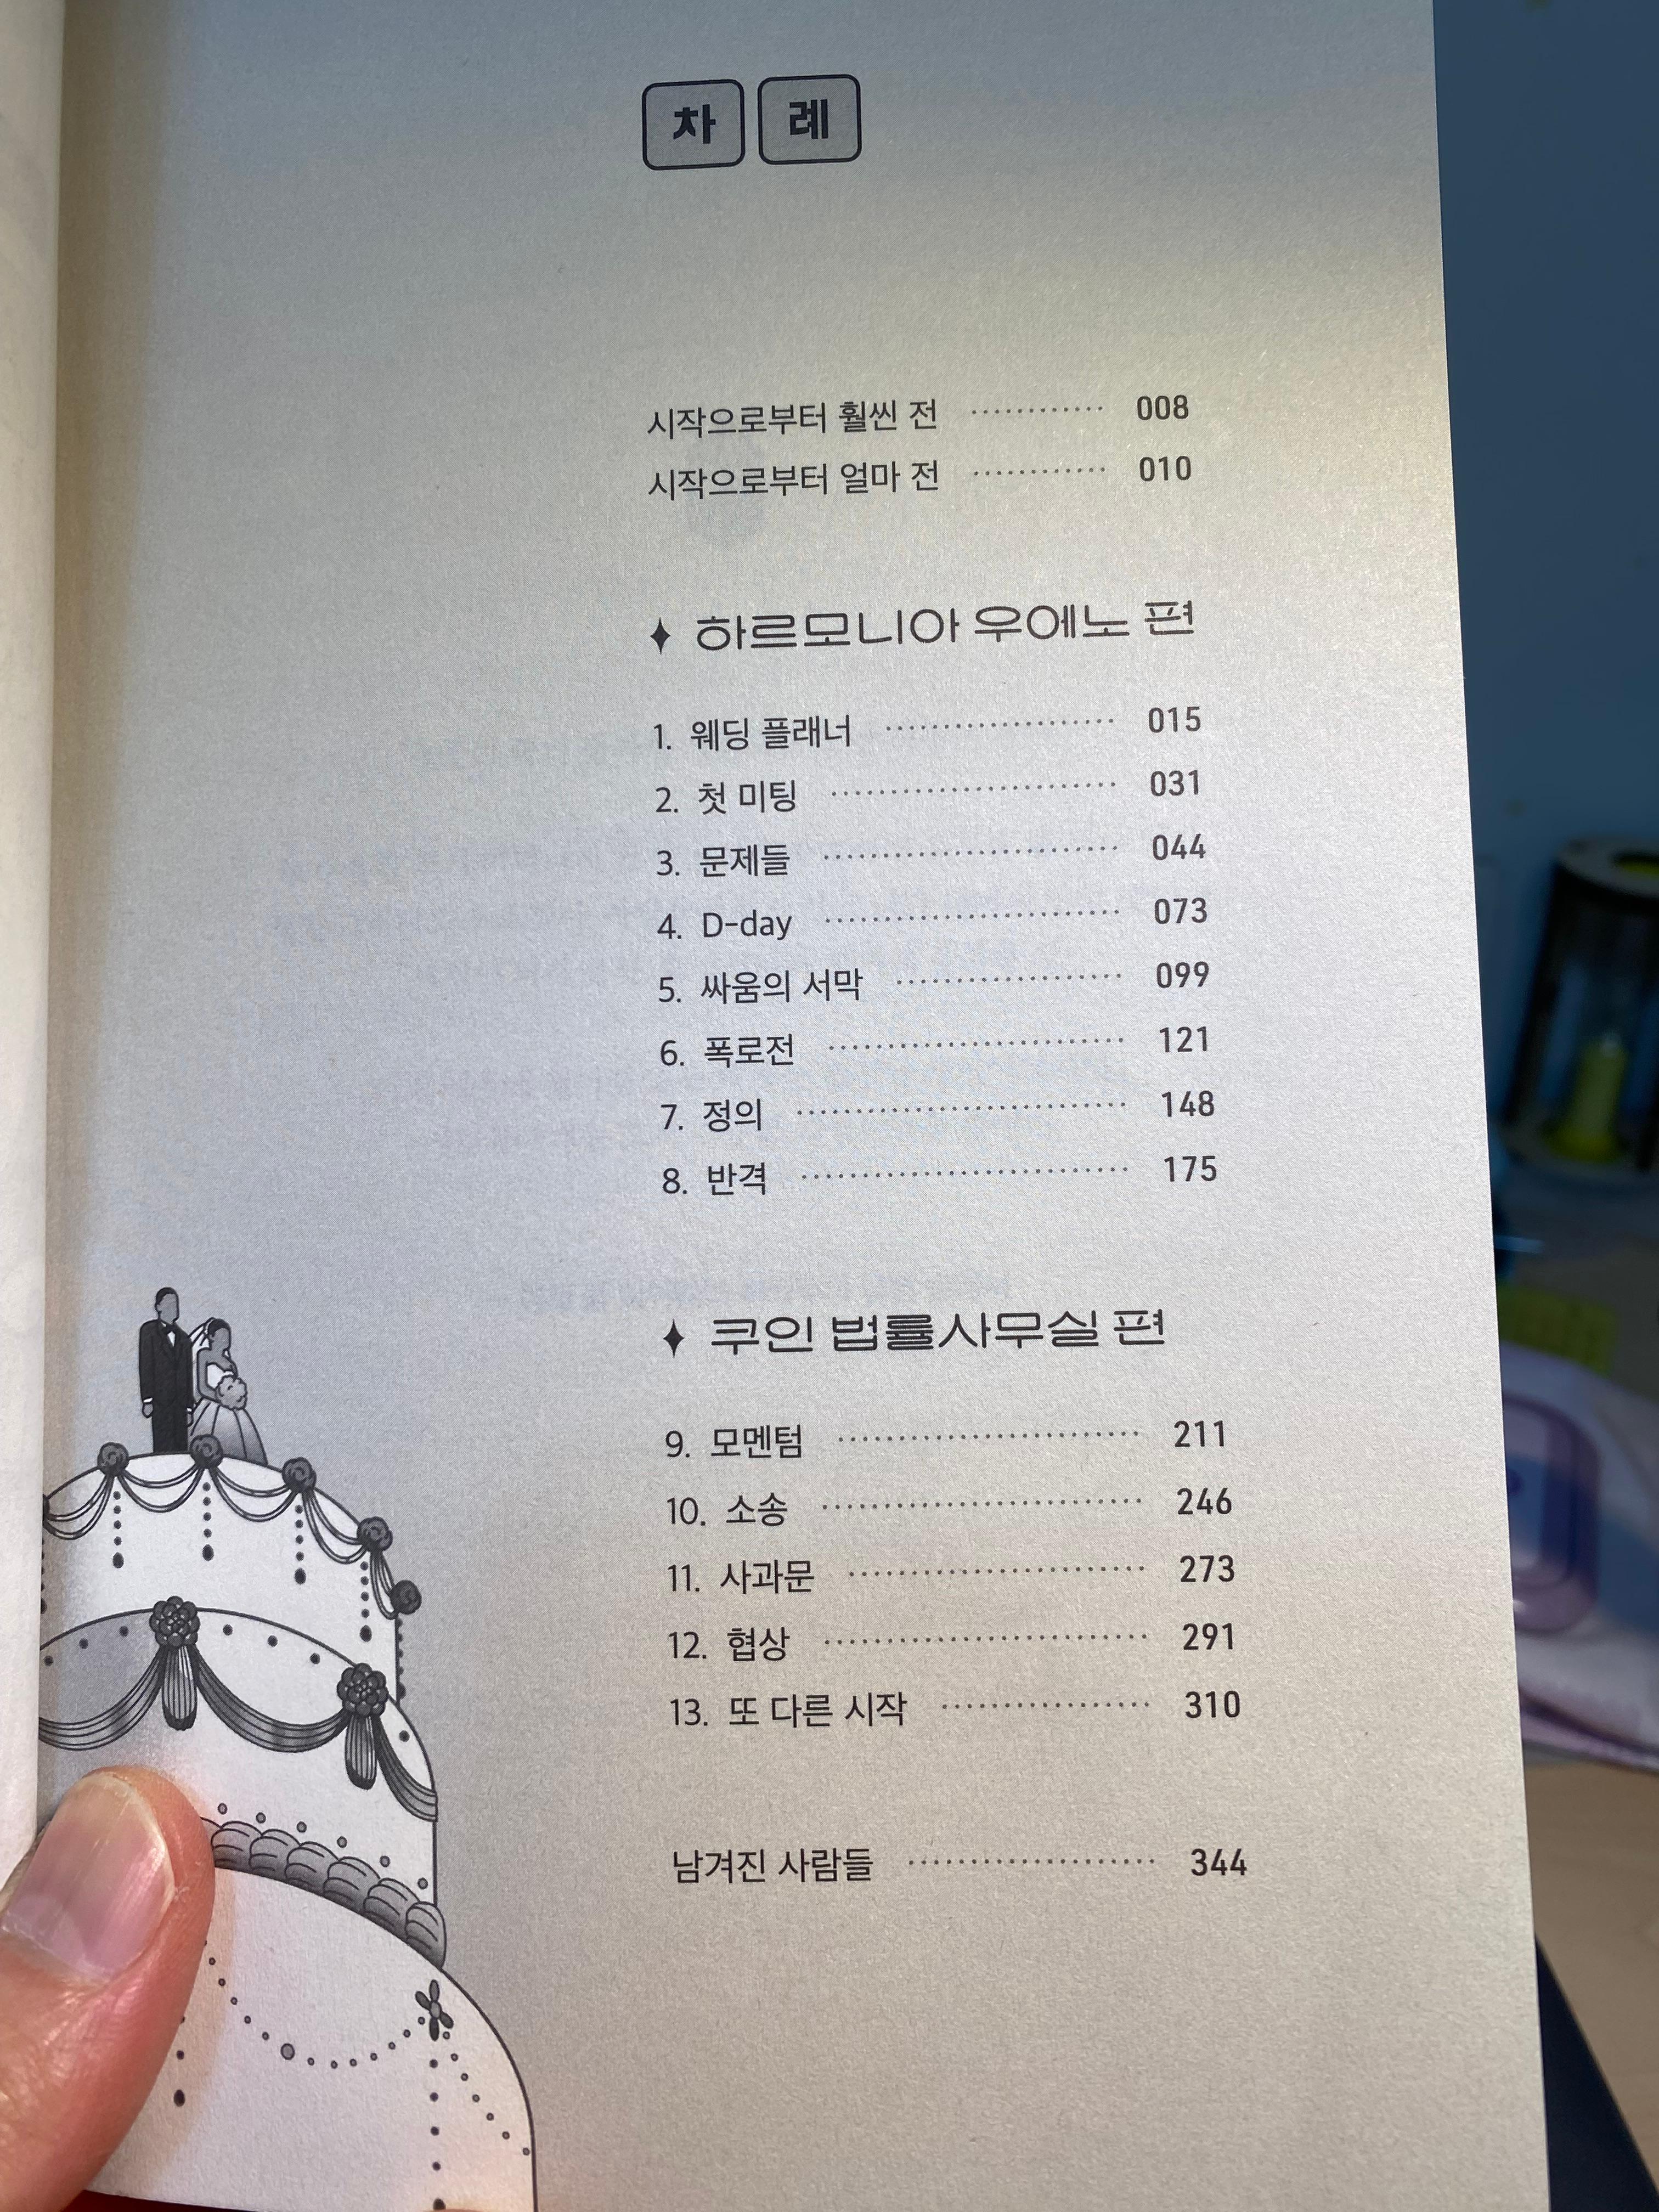 차례
시작으로부터 훨씬 전 ············ 008
시작으로부터 얼마 전 ············ 010
✦ 하르모니아 우에노 편
1. 웨딩 플래너 ············ 015
2. 첫 미팅 ············ 031
3. 문제들 ············ 044
4. D-day ············ 073
5. 싸움의 서막 ············ 099
6. 폭로전 ············ 121
7. 정의 ············ 148
8. 반격 ············ 175
✦ 쿠인 법률사무실 편
9. 모멘텀 ············ 211
10. 소송 ············ 246
11. 사과문 ············ 273
12. 협상 ············ 291
13. 또 다른 시작 ············ 310
남겨진 사람들 ············ 344